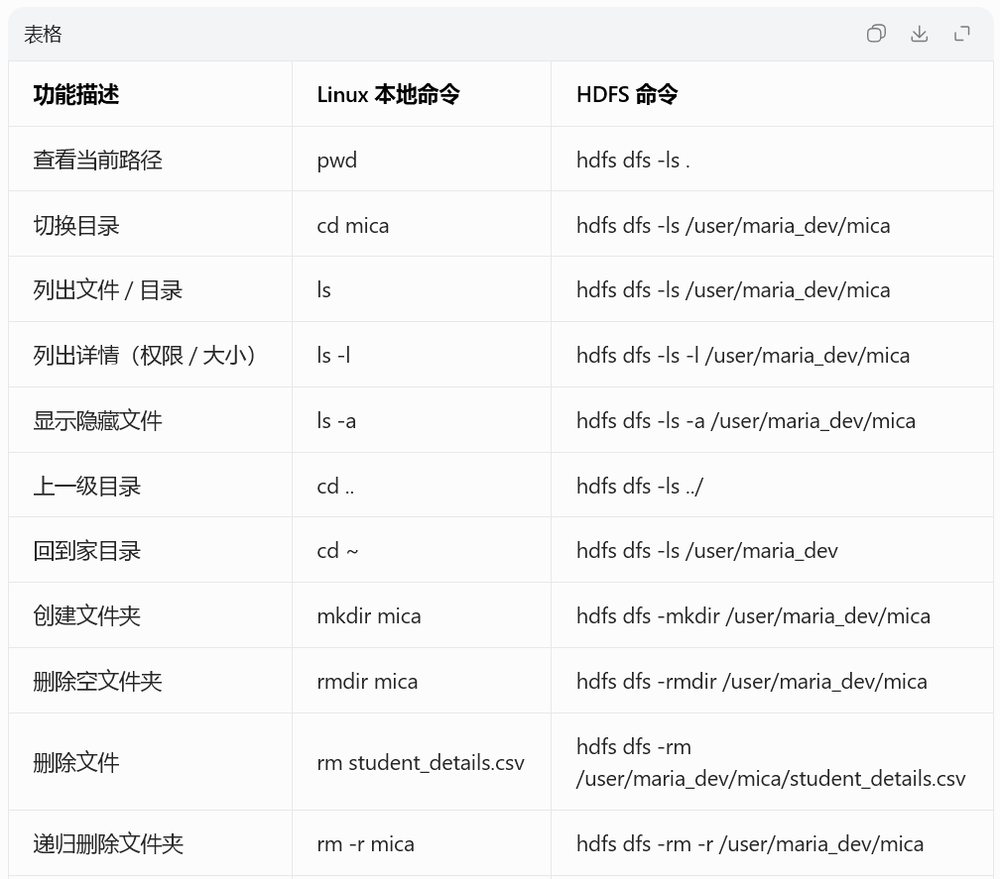 表格
功能描述 Linux 本地命令 HDFS 命令
查看当前路径 pwd hdfs dfs -ls .
切换目录 cd mica hdfs dfs -ls /user/maria_dev/mica
列出文件 / 目录 ls hdfs dfs -ls /user/maria_dev/mica
列出详情（权限 / 大小） ls -l hdfs dfs -ls -l /user/maria_dev/mica
显示隐藏文件 ls -a hdfs dfs -ls -a /user/maria_dev/mica
上一级目录 cd .. hdfs dfs -ls ../
回到家目录 cd ~ hdfs dfs -ls /user/maria_dev
创建文件夹 mkdir mica hdfs dfs -mkdir /user/maria_dev/mica
删除空文件夹 rmdir mica hdfs dfs -rmdir /user/maria_dev/mica
删除文件 rm student_details.csv hdfs dfs -rm
/user/maria_dev/mica/student_details.csv
递归删除文件夹 rm -r mica hdfs dfs -rm -r /user/maria_dev/mica